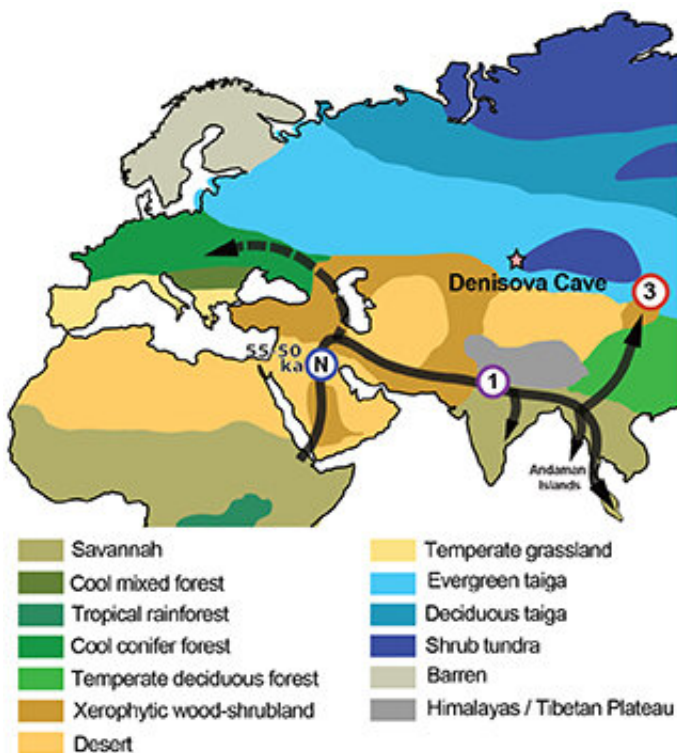 Denisova Cave
3
55-50
ka
N
1
Andaman
Islands
Savannah
Cool mixed forest
Tropical rainforest
Cool conifer forest
Temperate deciduous forest
Xerophytic wood-shrubland
Desert
Temperate grassland
Evergreen taiga
Deciduous taiga
Shrub tundra
Barren
Himalayas / Tibetan Plateau